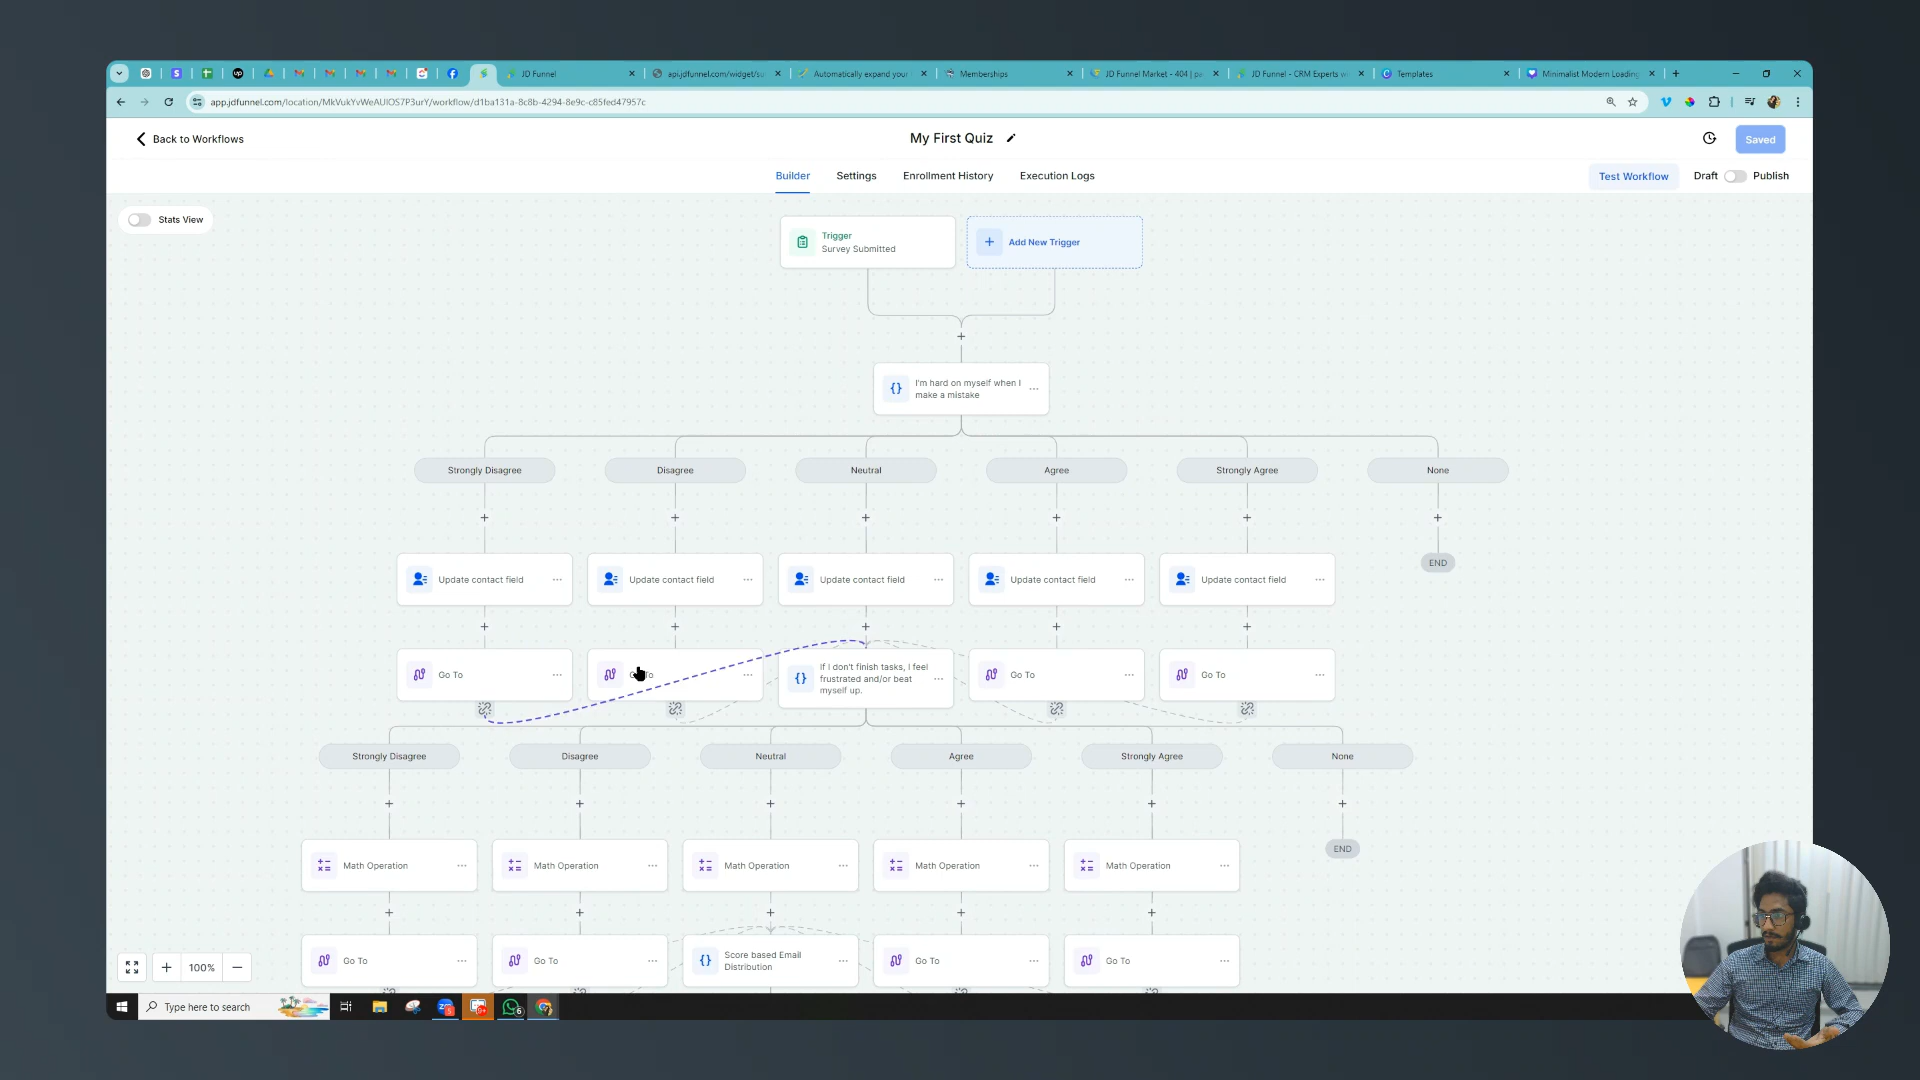 JD Funnel
api.jdfunnel.com/widget/su
Automatically expand your
Memberships
JD Funnel Market - 404 | pa
JD Funnel - CRM Experts wo
Templates
Minimalist Modern Loading
app.jdfunnel.com/location/MkVukYvWeAUIOS7P3urY/workflow/d1ba131a-8c8b-4294-8e9c-c85fed47957c
Back to Workflows
My First Quiz
Saved
Builder
Settings
Enrollment History
Execution Logs
Test Workflow
Draft
Publish
Stats View
Trigger
Survey Submitted
Add New Trigger
I'm hard on myself when I
make a mistake
Strongly Disagree
Disagree
Neutral
Agree
Strongly Agree
None
Update contact field
Update contact field
Update contact field
Update contact field
Update contact field
END
Go To
If I don't finish tasks, I feel
frustrated and/or beat
myself up.
Go To
Go To
Strongly Disagree
Disagree
Neutral
Agree
Strongly Agree
None
Math Operation
Math Operation
Math Operation
Math Operation
Math Operation
END
Go To
Go To
Score based Email
Distribution
Go To
Go To
100%
Type here to search